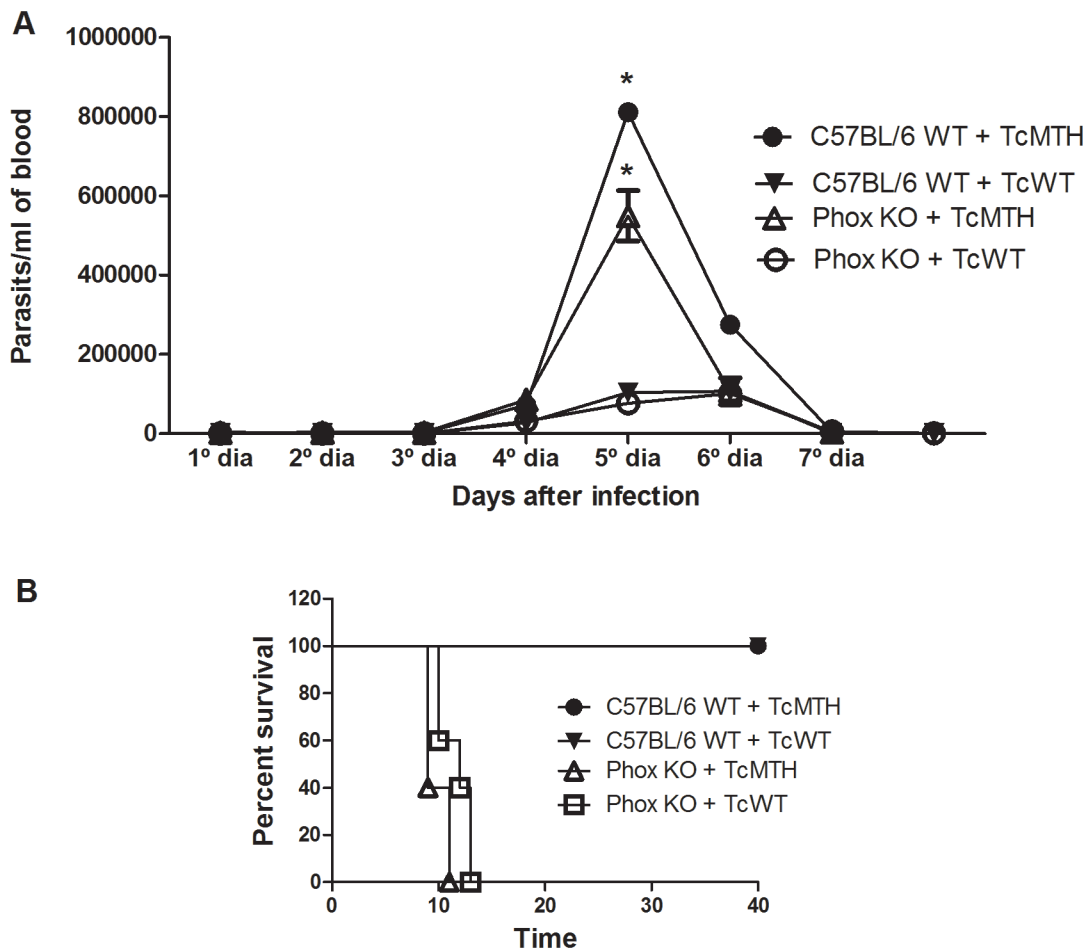 A
1000000
800000
600000
400000
200000
0
Parasits/ml of blood
*
*
C57BL/6 WT + TcMTH
C57BL/6 WT + TcWT
Phox KO + TcMTH
Phox KO + TcWT
1º dia 2º dia 3º dia 4º dia 5º dia 6º dia 7º dia
Days after infection
B
120
100
80
60
40
20
0
Percent survival
C57BL/6 WT + TcMTH
C57BL/6 WT + TcWT
Phox KO + TcMTH
Phox KO + TcWT
10 20 30 40
Time